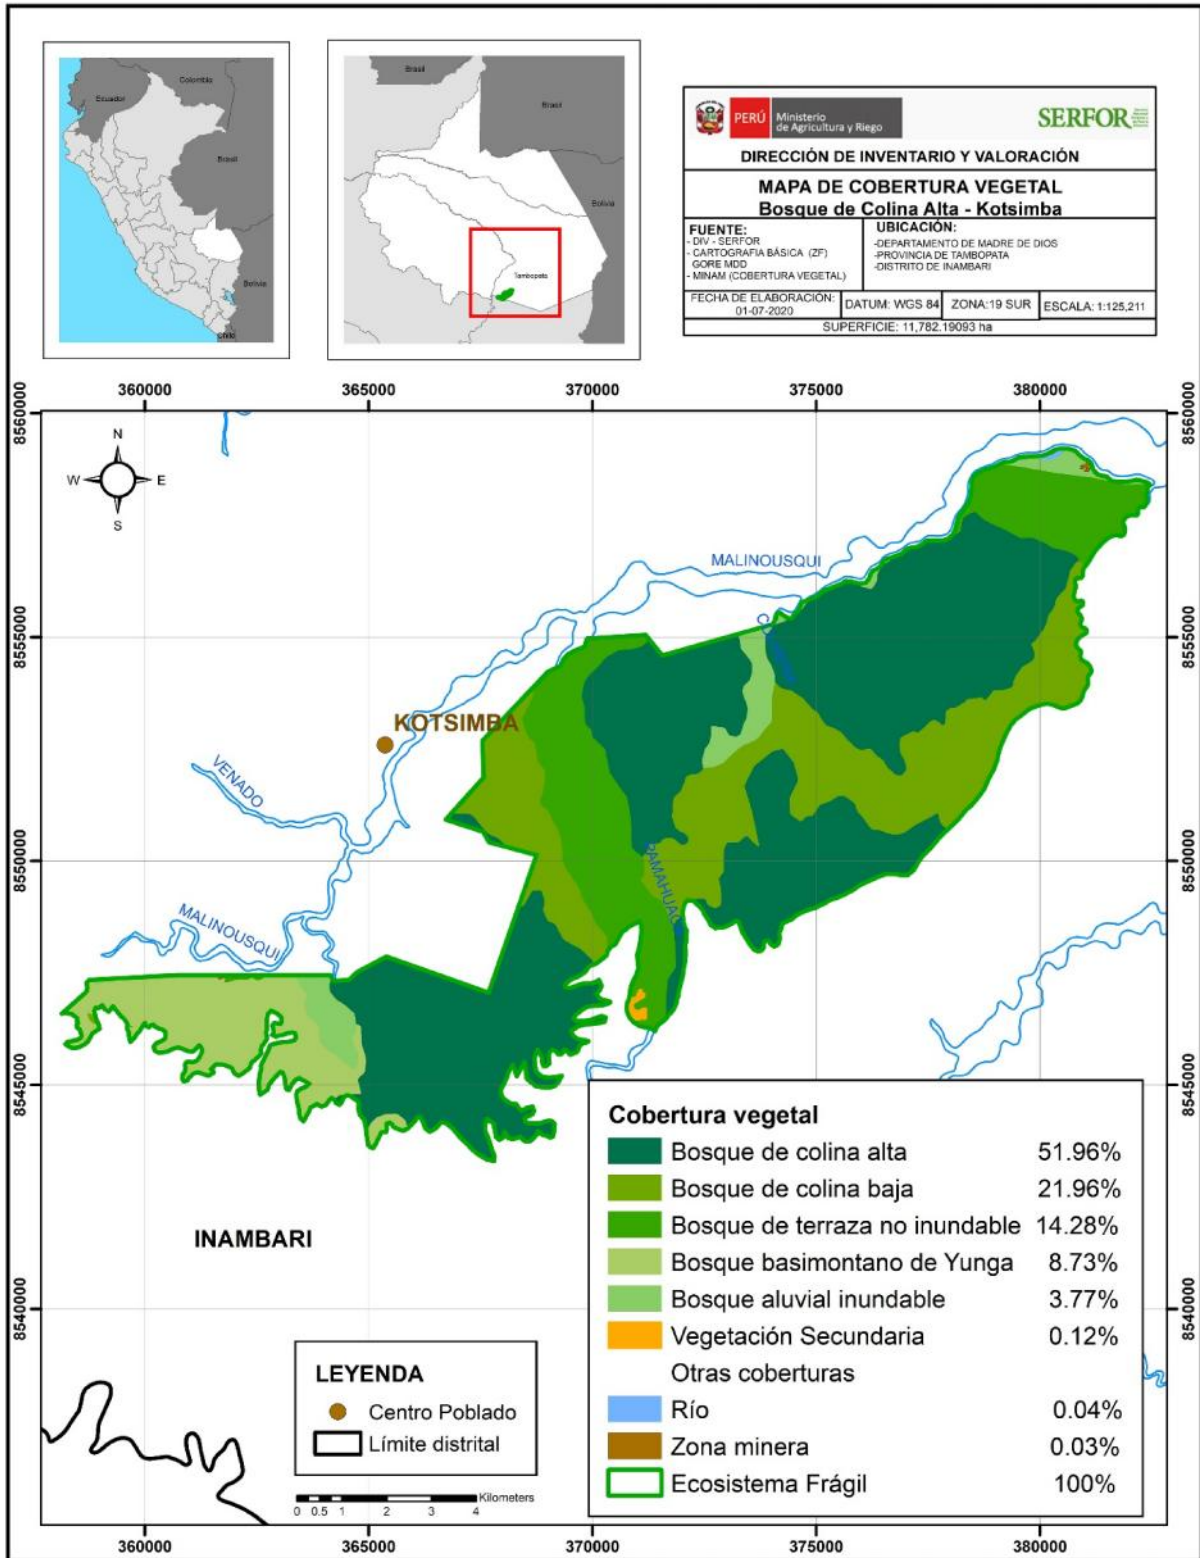 Ecuador
Colombia
Brasil
Bolivia
Chile
Brasil
Brasil
Bolivia
Tambopata
PERÚ
Ministerio
de Agricultura y Riego
SERFOR
DIRECCIÓN DE INVENTARIO Y VALORACIÓN
MAPA DE COBERTURA VEGETAL
Bosque de Colina Alta - Kotsimba
FUENTE:
- DIV - SERFOR
- CARTOGRAFIA BÁSICA (ZF)
GORE MDD
- MINAM (COBERTURA VEGETAL)
UBICACIÓN:
-DEPARTAMENTO DE MADRE DE DIOS
-PROVINCIA DE TAMBOPATA
-DISTRITO DE INAMBARI
FECHA DE ELABORACIÓN:
01-07-2020
DATUM: WGS 84
ZONA:19 SUR
ESCALA: 1:125,211
SUPERFICIE: 11,782.19093 ha
360000 365000 370000 375000 380000
8560000 8560000
N
W E
S
MALINOUSQUI
8555000 8555000
KOTSIMBA
VENADO
8550000 8550000
MALINOUSQUI
8545000 8545000
INAMBARI
8540000 8540000
Cobertura vegetal
Bosque de colina alta 51.96%
Bosque de colina baja 21.96%
Bosque de terraza no inundable 14.28%
Bosque basimontano de Yunga 8.73%
Bosque aluvial inundable 3.77%
Vegetación Secundaria 0.12%
Otras coberturas
Río 0.04%
Zona minera 0.03%
Ecosistema Frágil 100%
LEYENDA
Centro Poblado
Límite distrital
Kilometers
0 0.5 1 2 3 4
360000 365000 370000 375000 380000